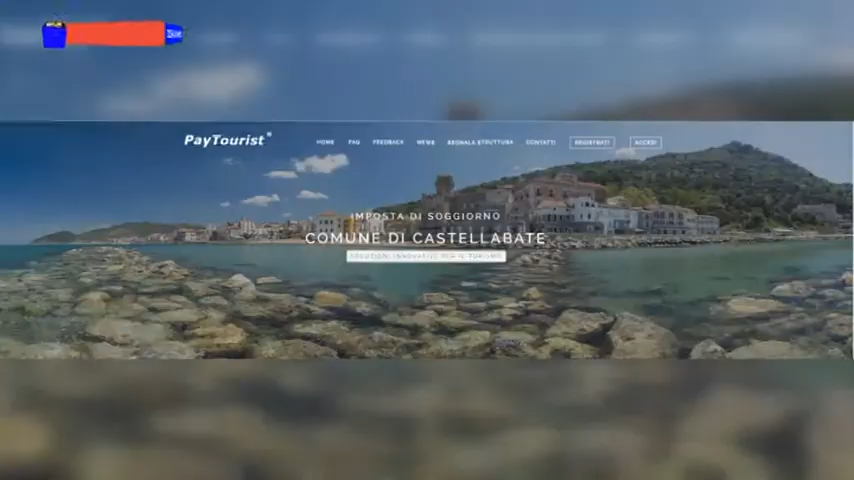 PayTourist®
HOME FAQ FEEDBACK NEWS SEGNALA STRUTTURA CONTATTI REGISTRATI ACCEDI
IMPOSTA DI SOGGIORNO
COMUNE DI CASTELLABATE
SOLUZIONI INNOVATIVE PER IL TURISMO